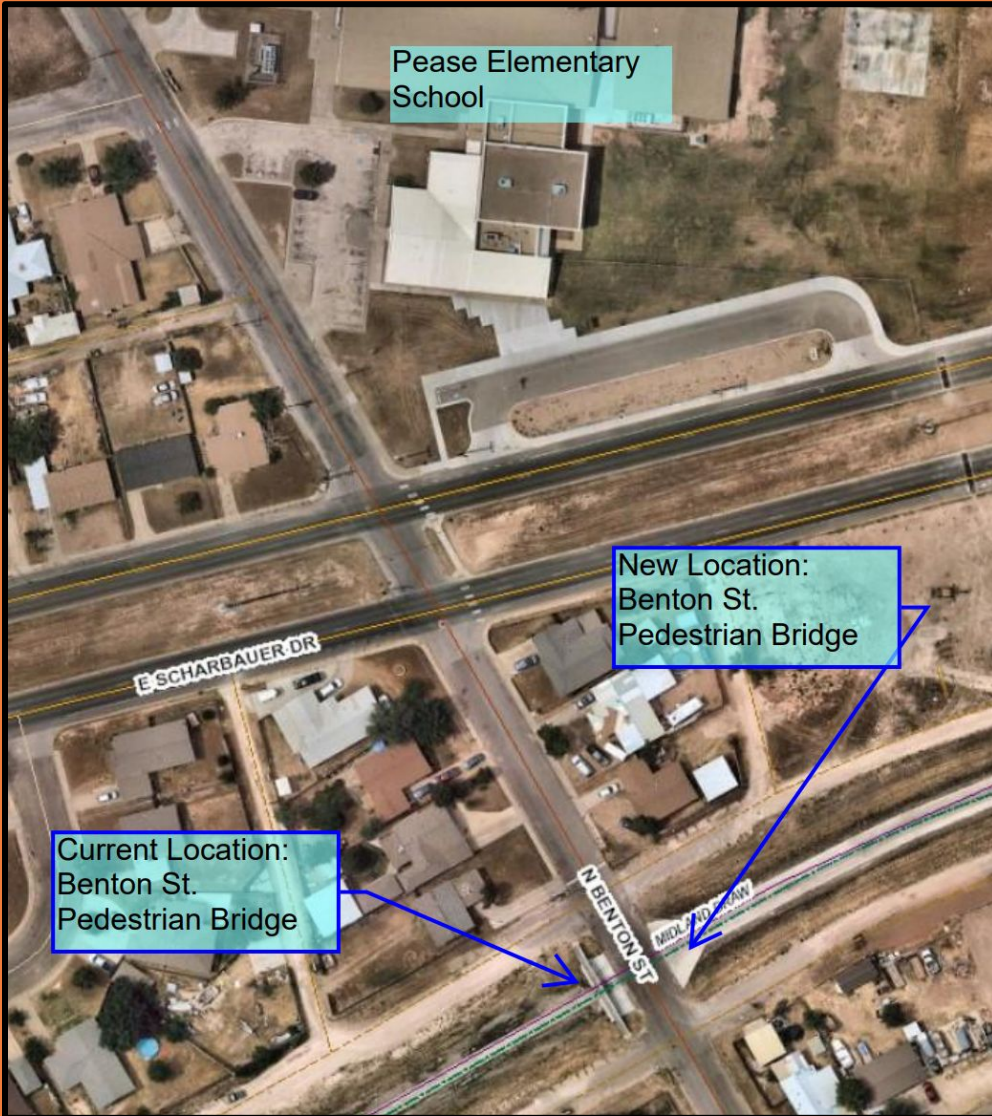 Pease Elementary
School
New Location:
Benton St.
Pedestrian Bridge
E SCHARBAUER DR
Current Location:
Benton St.
Pedestrian Bridge
N BENTON ST
MIDLAND DRAW